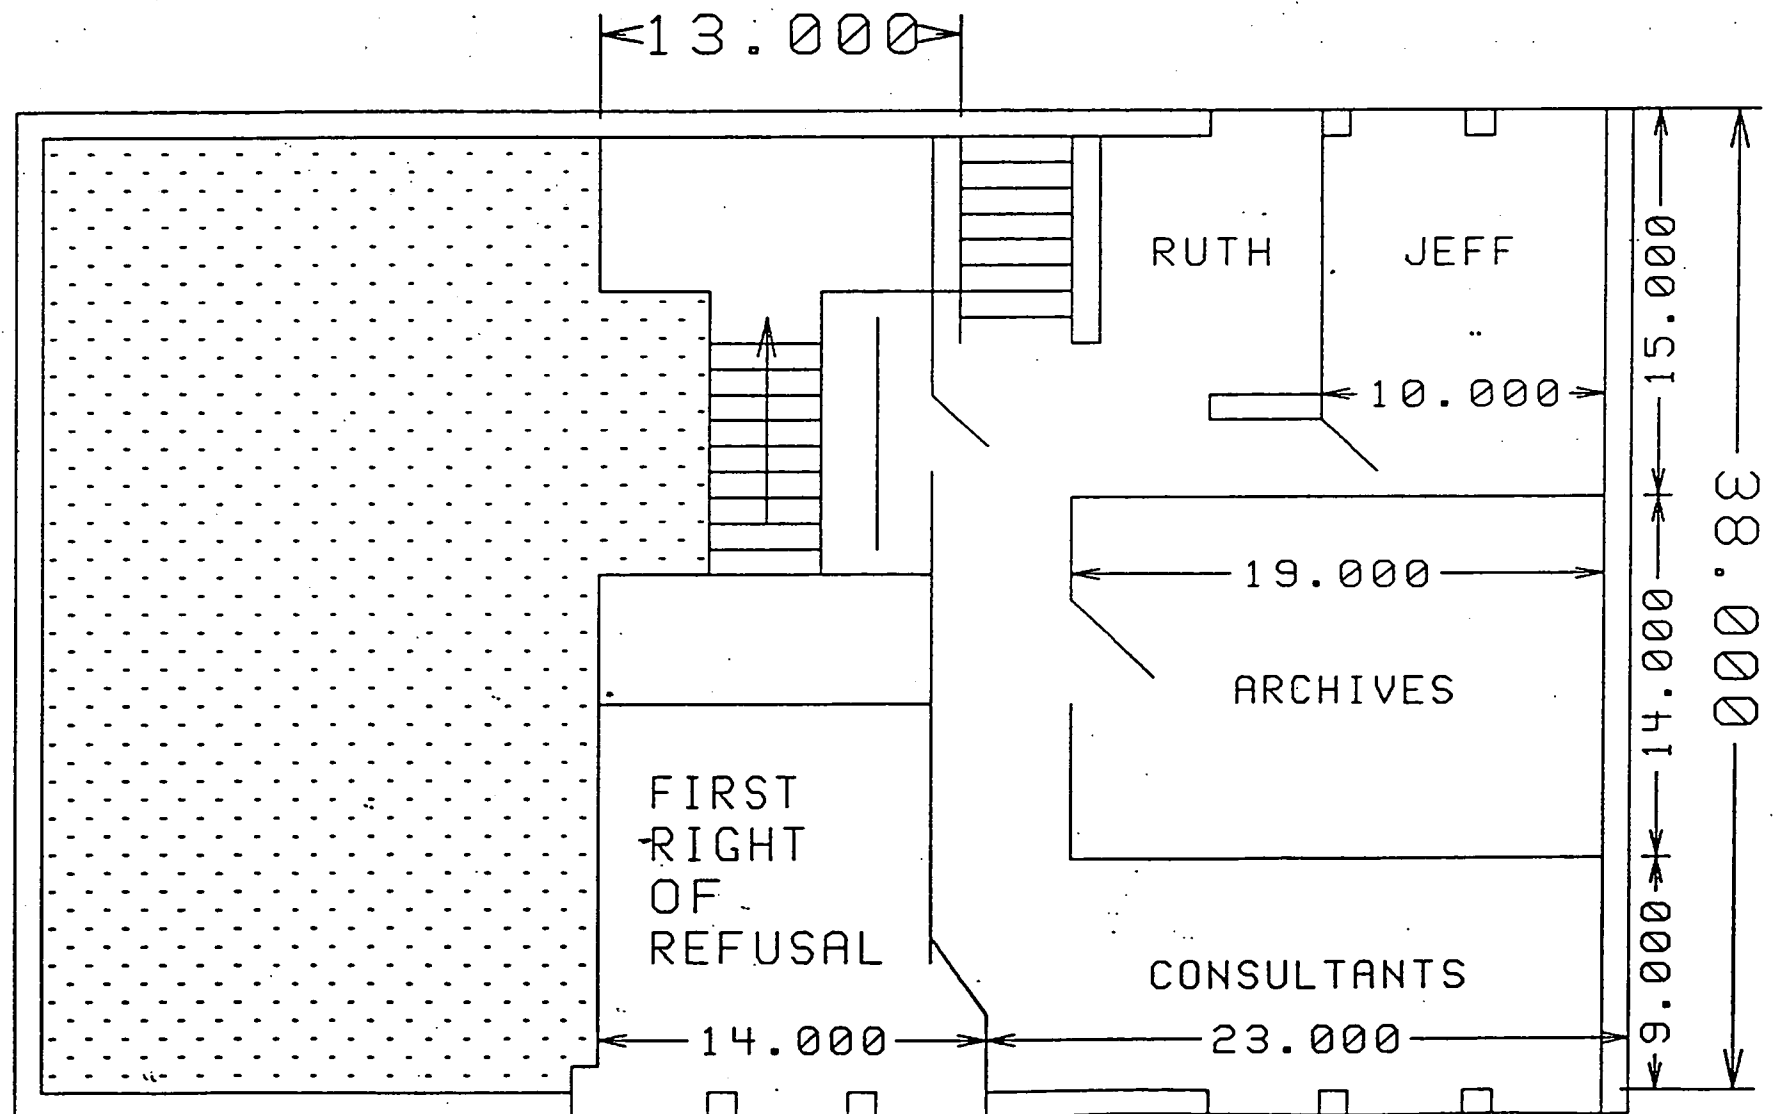 13.000
RUTH
JEFF
15.000
10.000
38.000
19.000
14.000
ARCHIVES
FIRST
RIGHT
OF
REFUSAL
9.000
CONSULTANTS
14.000
23.000